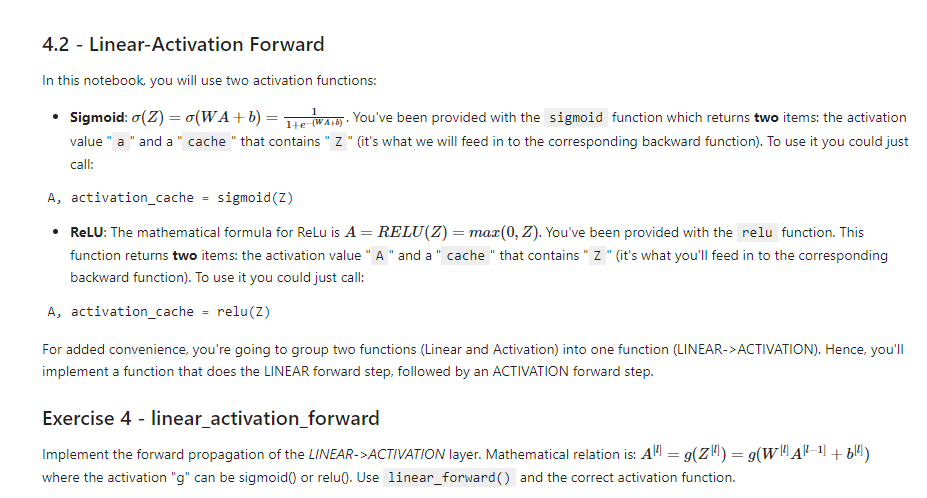 4.2 - Linear-Activation Forward
In this notebook, you will use two activation functions:
• Sigmoid: σ(Z) = σ(WA + b) = 1/(1+e^−(WA+b)). You've been provided with the sigmoid function which returns two items: the activation
value "a" and a "cache" that contains "Z" (it's what we will feed in to the corresponding backward function). To use it you could just
call:
A, activation_cache = sigmoid(Z)
• ReLU: The mathematical formula for ReLu is A = RELU(Z) = max(0, Z). You've been provided with the relu function. This
function returns two items: the activation value "A" and a "cache" that contains "Z" (it's what you'll feed in to the corresponding
backward function). To use it you could just call:
A, activation_cache = relu(Z)
For added convenience, you're going to group two functions (Linear and Activation) into one function (LINEAR->ACTIVATION). Hence, you'll
implement a function that does the LINEAR forward step, followed by an ACTIVATION forward step.
Exercise 4 - linear_activation_forward
Implement the forward propagation of the LINEAR->ACTIVATION layer. Mathematical relation is: A^[l] = g(Z^[l]) = g(W^[l]A^[l−1] + b^[l])
where the activation "g" can be sigmoid() or relu(). Use linear_forward() and the correct activation function.